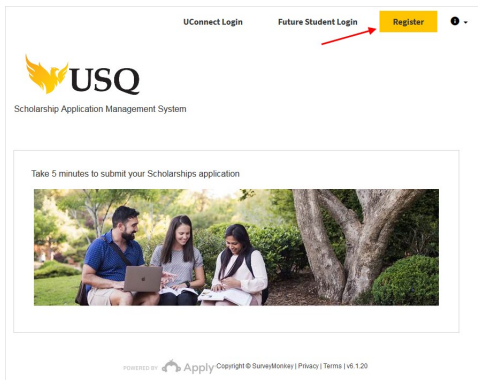 UConnect Login Future Student Login Register
USQ
Scholarship Application Management System
Take 5 minutes to submit your Scholarships application
POWERED BY Apply Copyright © SurveyMonkey | Privacy | Terms | v6.1.20